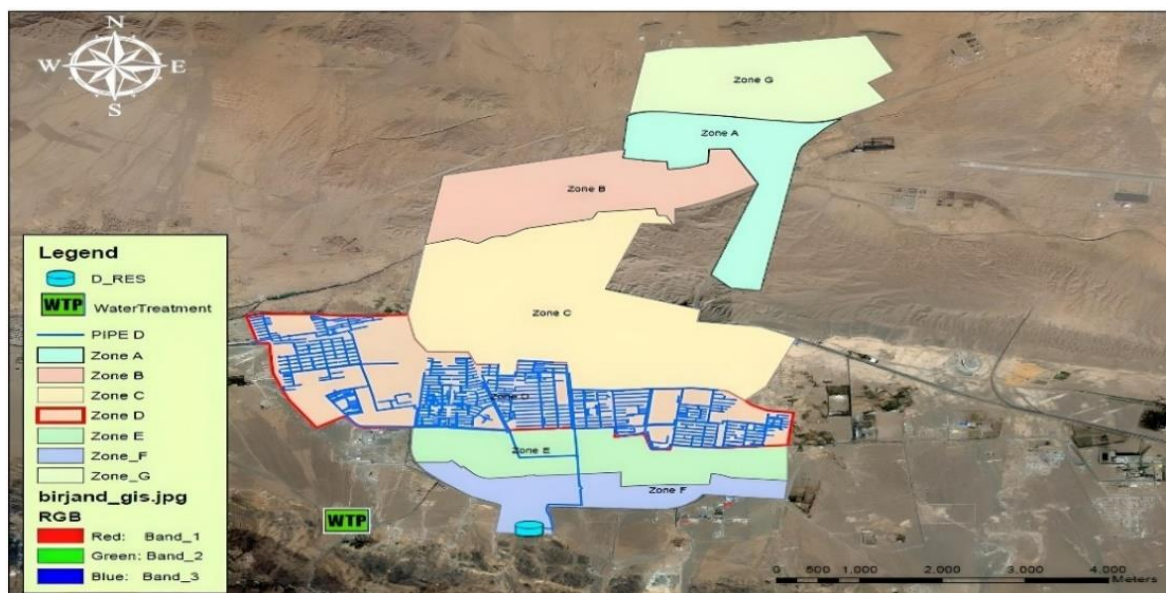 N
W E
S
Zone G
Zone A
Zone B
Zone C
Zone D
Zone E
Zone F
WTP
Legend
D_RES
WTP WaterTreatment
PIPE D
Zone A
Zone B
Zone C
Zone D
Zone E
Zone_F
Zone_G
birjand_gis.jpg
RGB
Red: Band_1
Green: Band_2
Blue: Band_3
0 500 1,000 2,000 3,000 4,000
Meters